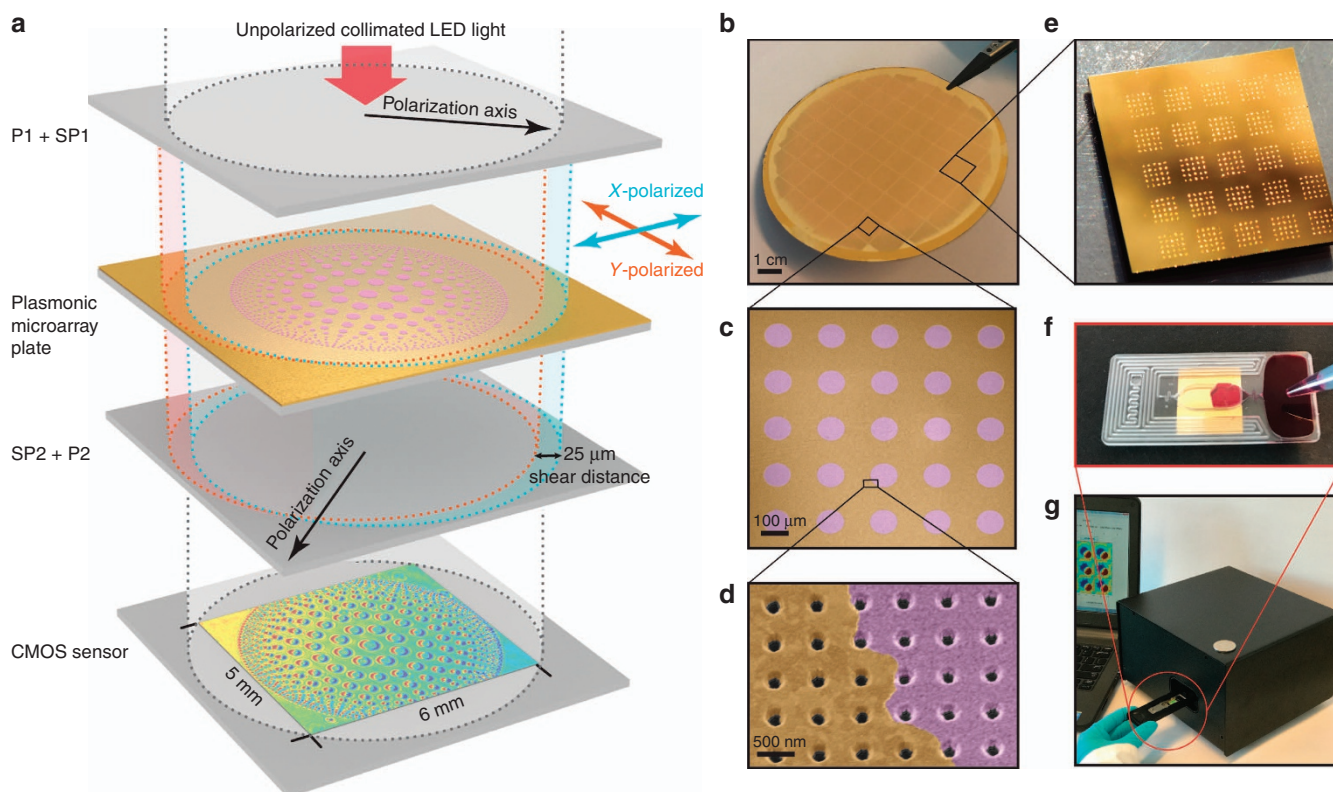 a
Unpolarized collimated LED light
Polarization axis
P1 + SP1
X-polarized
Y-polarized
Plasmonic
microarray
plate
SP2 + P2
25 μm
shear distance
Polarization axis
CMOS sensor
5 mm
6 mm
b
1 cm
c
100 μm
d
500 nm
e
f
g